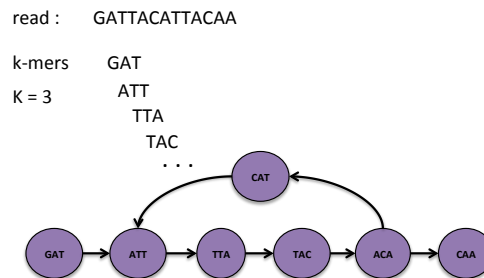 read : GATTACATTACAA
k-mers GAT
K = 3 ATT
TTA
TAC
. . .
CAT
GAT ATT TTA TAC ACA CAA